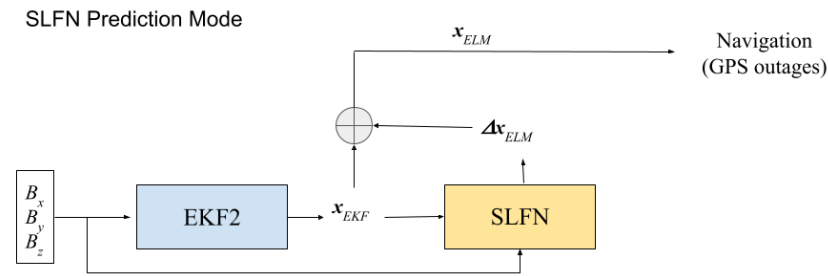 SLFN Prediction Mode
x_ELM
Navigation
(GPS outages)
Δx_ELM
B_x
B_y
B_z
EKF2
x_EKF
SLFN